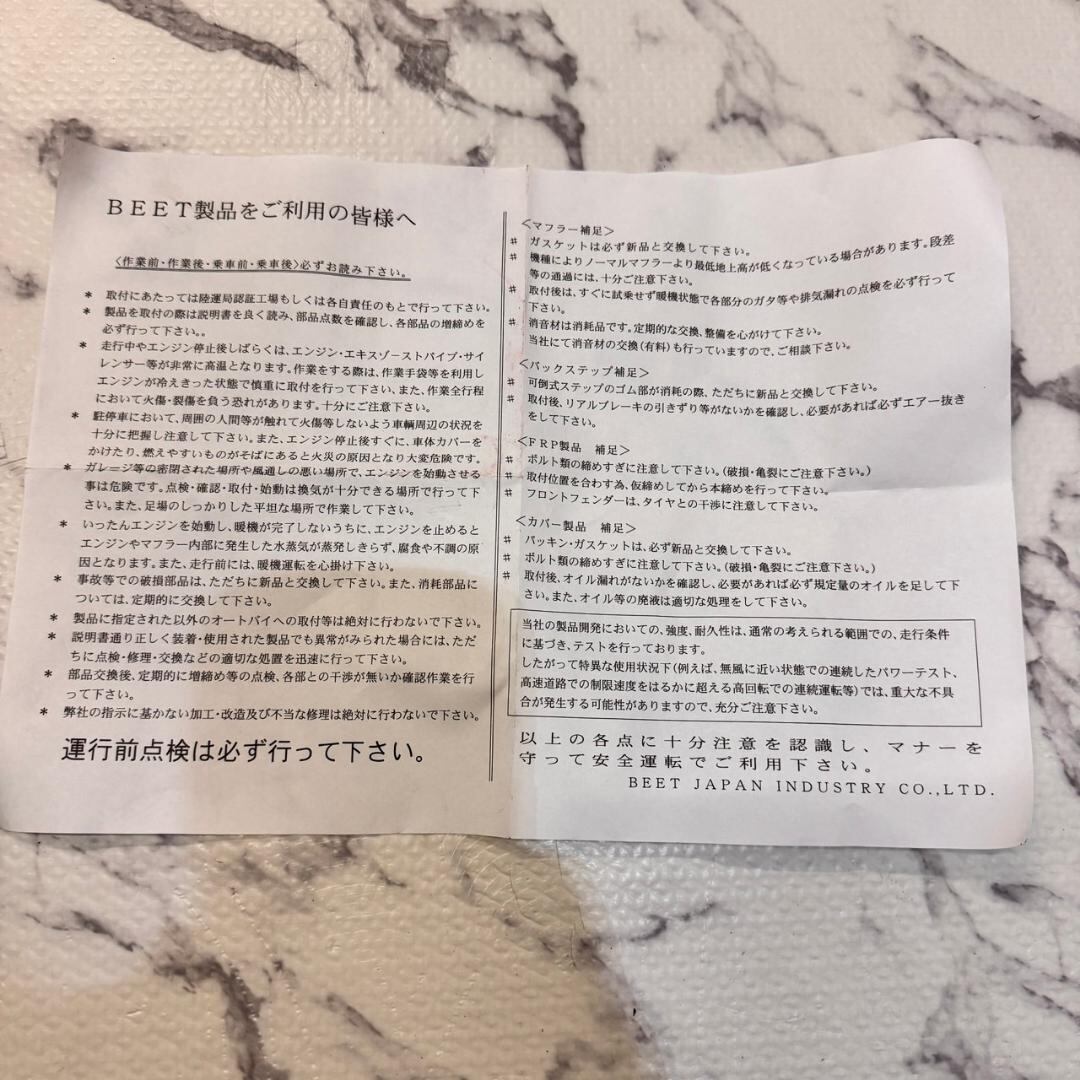 BEET製品をご利用の皆様へ
〈作業前・作業後・乗車前・乗車後〉必ずお読み下さい。
* 取付にあたっては陸運局認証工場もしくは各自責任のもとで行って下さい。
* 製品を取付の際は説明書を良く読み、部品点数を確認し、各部品の増締めを
必ず行って下さい。。
* 走行中やエンジン停止後しばらくは、エンジン・エキスゾーストパイプ・サイ
レンサー等が非常に高温となります。作業をする際は、作業手袋等を利用し
エンジンが冷えきった状態で慎重に取付を行って下さい、また、作業全行程
において火傷・裂傷を負う恐れがあります。十分にご注意下さい。
* 駐停車において、周囲の人間等が触れて火傷等しないよう車輌周辺の状況を
十分に把握し注意して下さい。また、エンジン停止後すぐに、車体カバーを
かけたり、燃えやすいものがそばにあると火災の原因となり大変危険です。
* ガレージ等の密閉された場所や風通しの悪い場所で、エンジンを始動させる
事は危険です。点検・確認・取付・始動は換気が十分できる場所で行って下
さい。また、足場のしっかりした平坦な場所で作業して下さい。
* いったんエンジンを始動し、暖機が完了しないうちに、エンジンを止めると
エンジンやマフラー内部に発生した水蒸気が蒸発しきらず、腐食や不調の原
因となります。また、走行前には、暖機運転を心掛け下さい。
* 事故等での破損部品は、ただちに新品と交換して下さい。また、消耗部品に
ついては、定期的に交換して下さい。
* 製品に指定された以外のオートバイへの取付等は絶対に行わないで下さい。
* 説明書通り正しく装着・使用された製品でも異常がみられた場合には、ただ
ちに点検・修理・交換などの適切な処置を迅速に行って下さい。
* 部品交換後、定期的に増締め等の点検、各部との干渉が無いか確認作業を行
って下さい。
* 弊社の指示に基かない加工・改造及び不当な修理は絶対に行わないで下さい。
運行前点検は必ず行って下さい。
＜マフラー補足＞
# ガスケットは必ず新品と交換して下さい。
# 機種によりノーマルマフラーより最低地上高が低くなっている場合があります。段差
等の通過には、十分ご注意下さい。
# 取付後は、すぐに試乗せず暖機状態で各部分のガタ等や排気漏れの点検を必ず行って
下さい。
# 消音材は消耗品です。定期的な交換、整備を心がけて下さい。
当社にて消音材の交換(有料)も行っていますので、ご相談下さい。
＜バックステップ補足＞
# 可倒式ステップのゴム部が消耗の際、ただちに新品と交換して下さい。
# 取付後、リアルブレーキの引きずり等がないかを確認し、必要があれば必ずエアー抜き
をして下さい。
＜FRP製品 補足＞
# ボルト類の締めすぎに注意して下さい。(破損・亀裂にご注意下さい。)
# 取付位置を合わす為、仮締めしてから本締めを行って下さい。
# フロントフェンダーは、タイヤとの干渉に注意して下さい。
＜カバー製品 補足＞
# パッキン・ガスケットは、必ず新品と交換して下さい。
# ボルト類の締めすぎに注意して下さい。(破損・亀裂にご注意下さい。)
# 取付後、オイル漏れがないかを確認し、必要があれば必ず規定量のオイルを足して下
さい。また、オイル等の廃液は適切な処理をして下さい。
当社の製品開発においての、強度、耐久性は、通常の考えられる範囲での、走行条件
に基づき、テストを行っております。
したがって特異な使用状況下(例えば、無風に近い状態での連続したパワーテスト、
高速道路での制限速度をはるかに超える高回転での連続運転等)では、重大な不具
合が発生する可能性がありますので、充分ご注意下さい。
以上の各点に十分注意を認識し、マナーを
守って安全運転でご利用下さい。
BEET JAPAN INDUSTRY CO.,LTD.